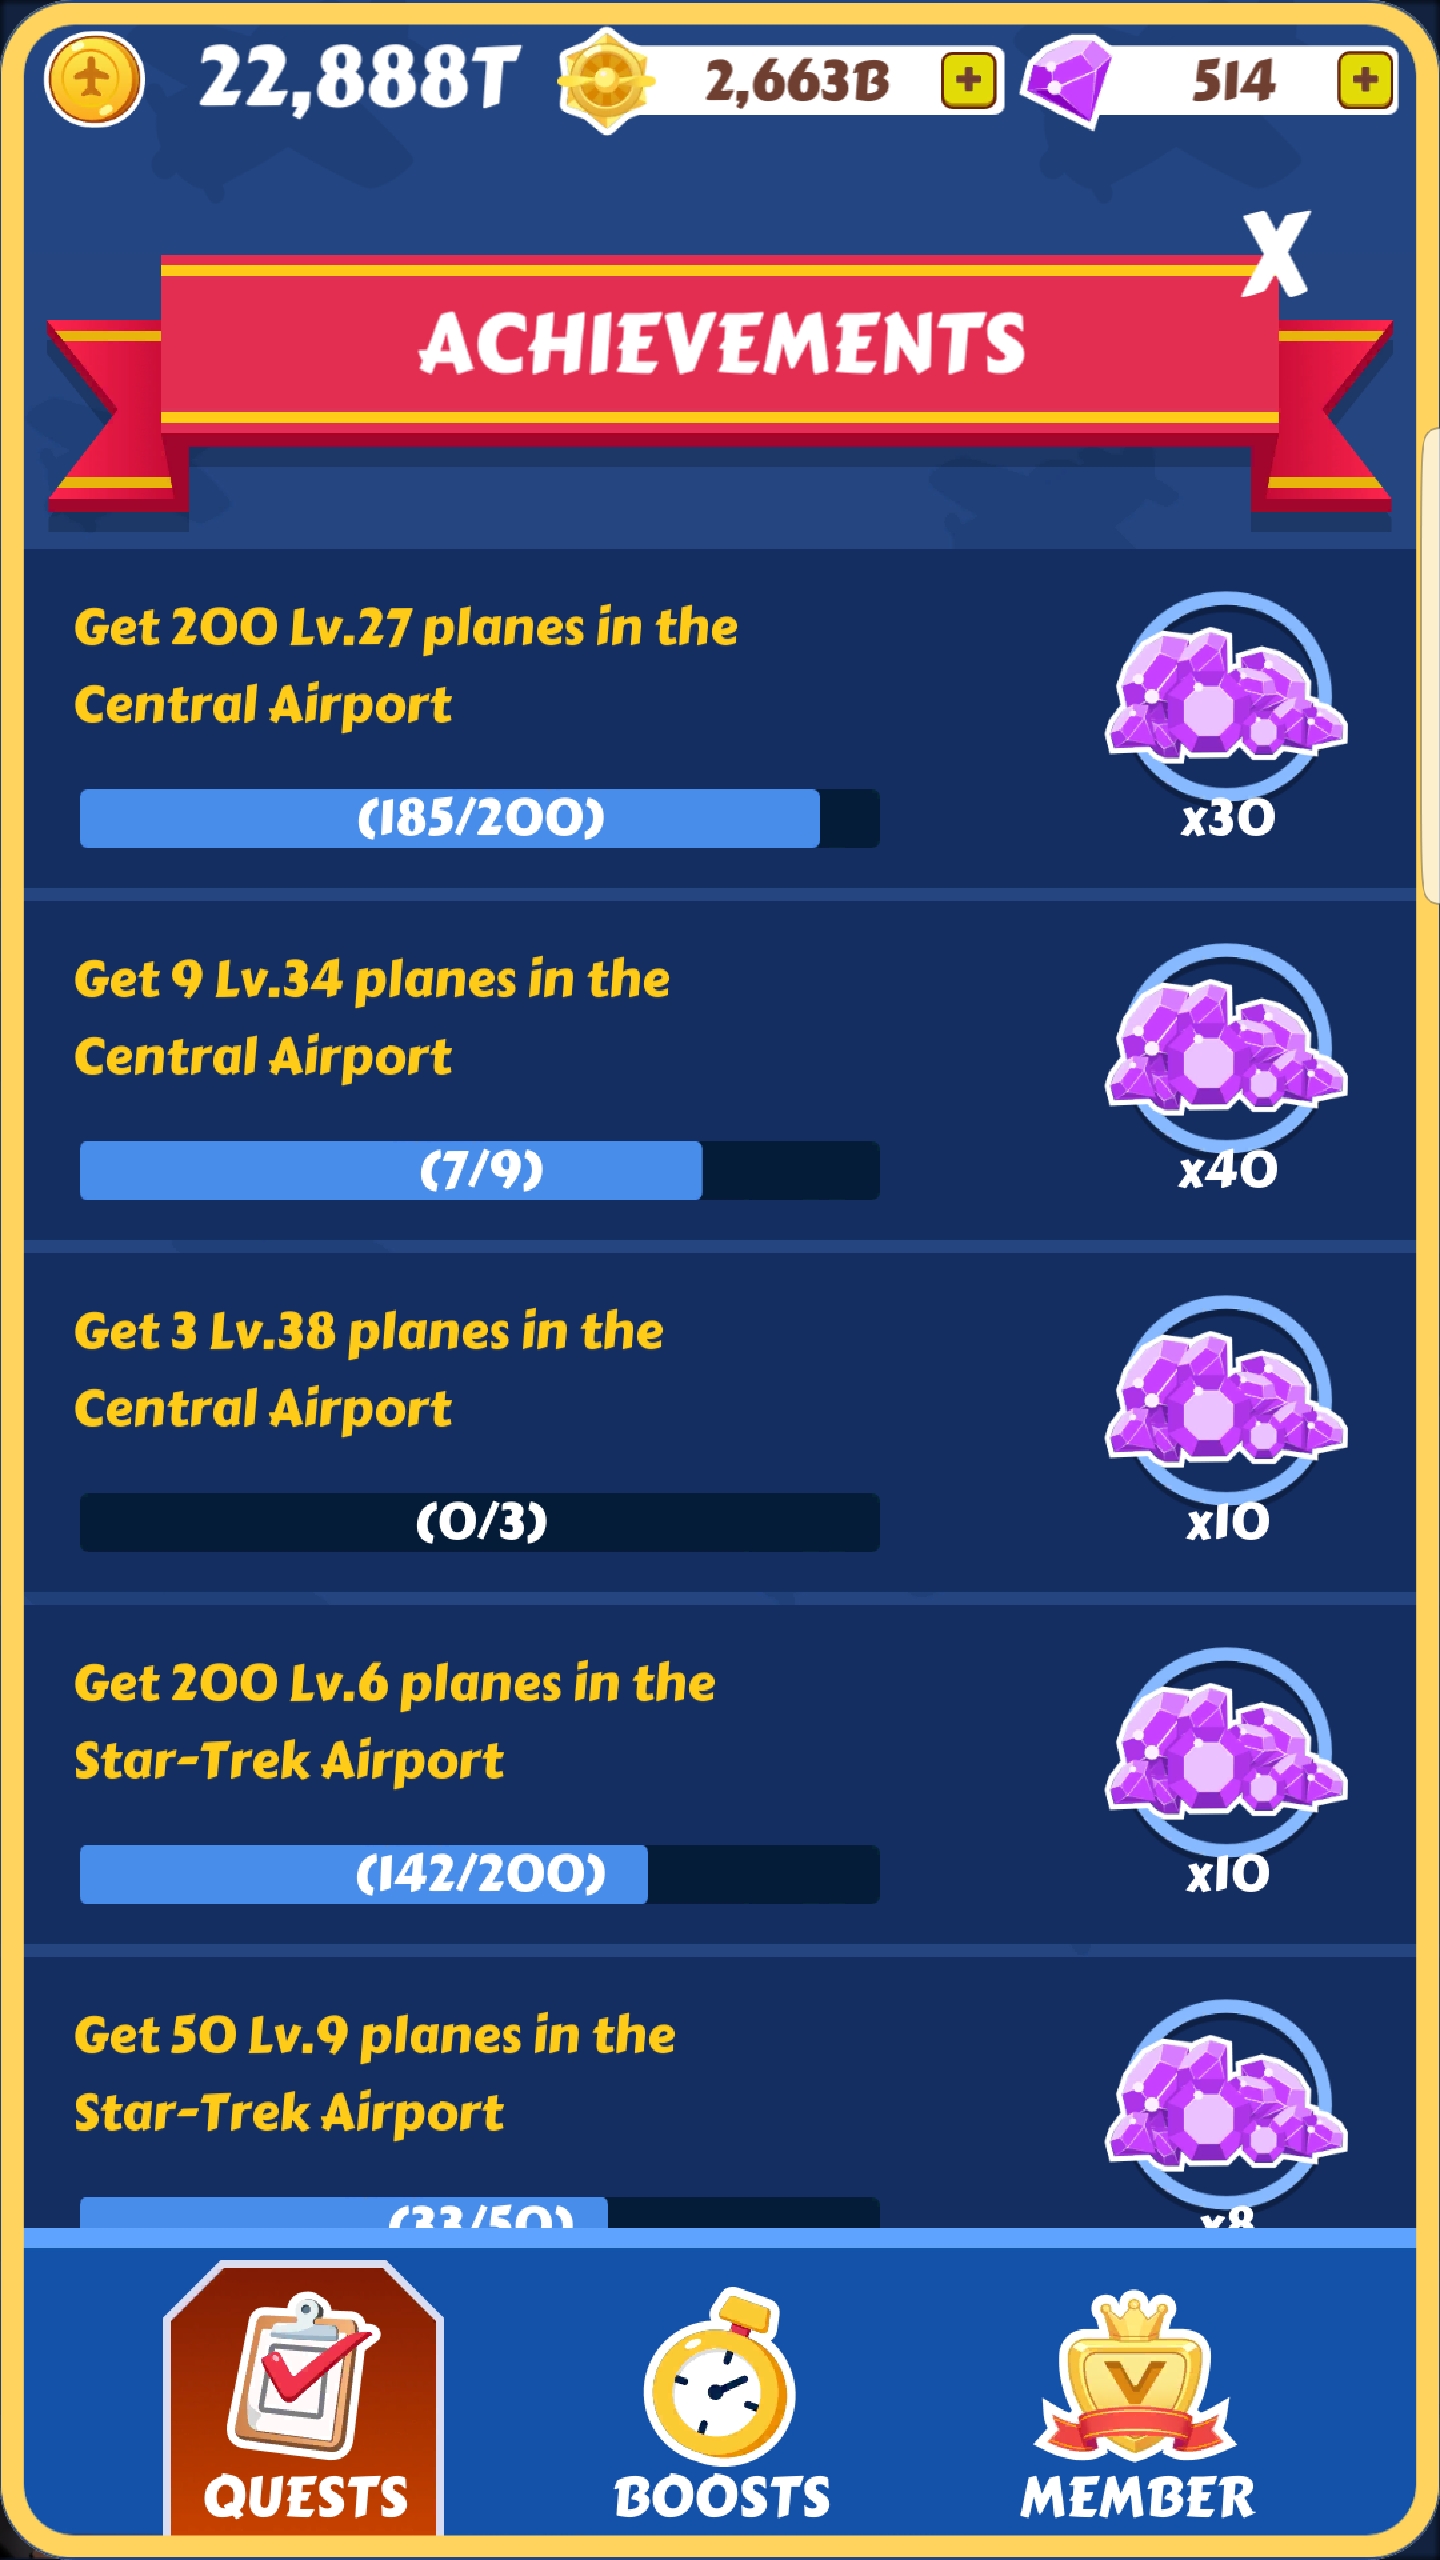 22,888T 2,663B + 514 +
X
ACHIEVEMENTS
Get 200 Lv.27 planes in the
Central Airport
(185/200)
x30
Get 9 Lv.34 planes in the
Central Airport
(7/9)
x40
Get 3 Lv.38 planes in the
Central Airport
(0/3)
x10
Get 200 Lv.6 planes in the
Star-Trek Airport
(142/200)
x10
Get 50 Lv.9 planes in the
Star-Trek Airport
(33/50)
x8
V
QUESTS BOOSTS MEMBER